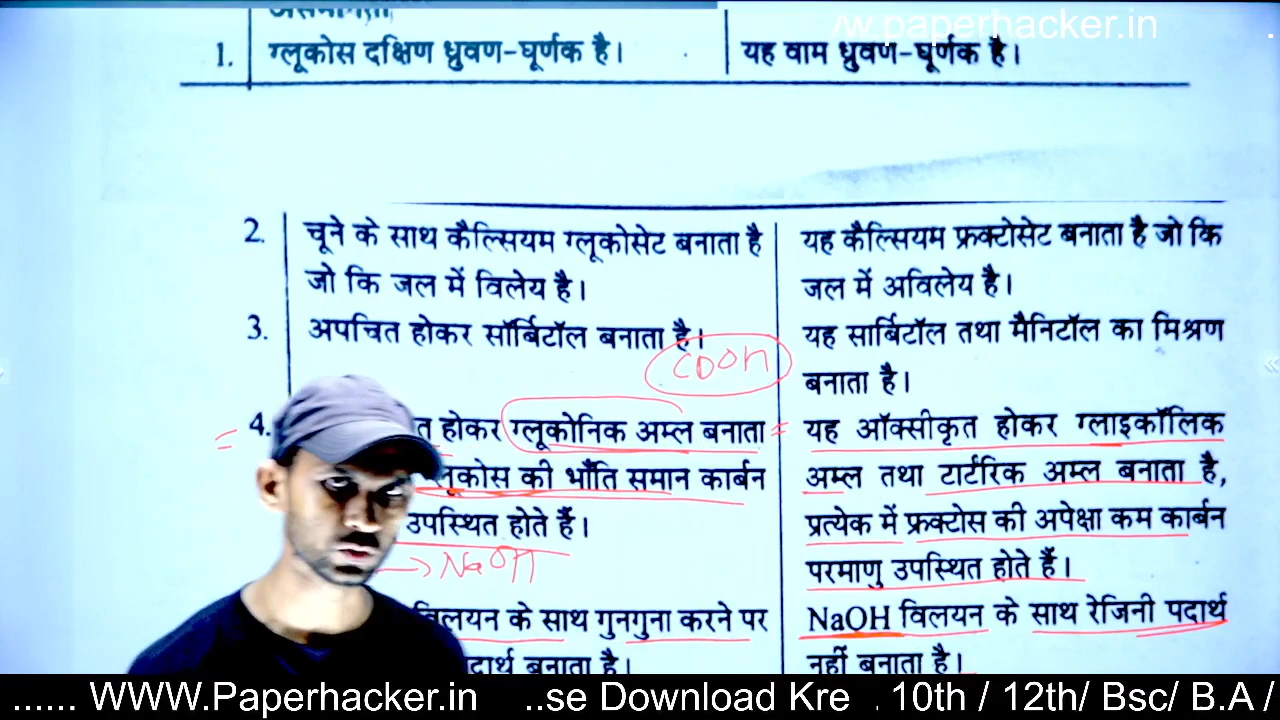 असमानता
w.paperhacker.in
1. ग्लूकोस दक्षिण ध्रुवण-घूर्णक है। यह वाम ध्रुवण-घूर्णक है।
2. चूने के साथ कैल्सियम ग्लूकोसेट बनाता है यह कैल्सियम फ्रक्टोसेट बनाता है जो कि
जो कि जल में विलेय है। जल में अविलेय है।
3. अपचित होकर सॉर्बिटॉल बनाता है। यह सार्बिटॉल तथा मैनिटॉल का मिश्रण
COOH
बनाता है।
4. त होकर ग्लूकोनिक अम्ल बनाता = यह ऑक्सीकृत होकर ग्लाइकॉलिक
लूकोस की भाँति समान कार्बन अम्ल तथा टार्टरिक अम्ल बनाता है,
उपस्थित होते हैं। प्रत्येक में फ्रक्टोस की अपेक्षा कम कार्बन
→ NaOH परमाणु उपस्थित होते हैं।
विलयन के साथ गुनगुना करने पर NaOH विलयन के साथ रेजिनी पदार्थ
दार्थ बनाता है। नहीं बनाता है।
...... WWW.Paperhacker.in ..se Download Kre . 10th / 12th/ Bsc/ B.A /